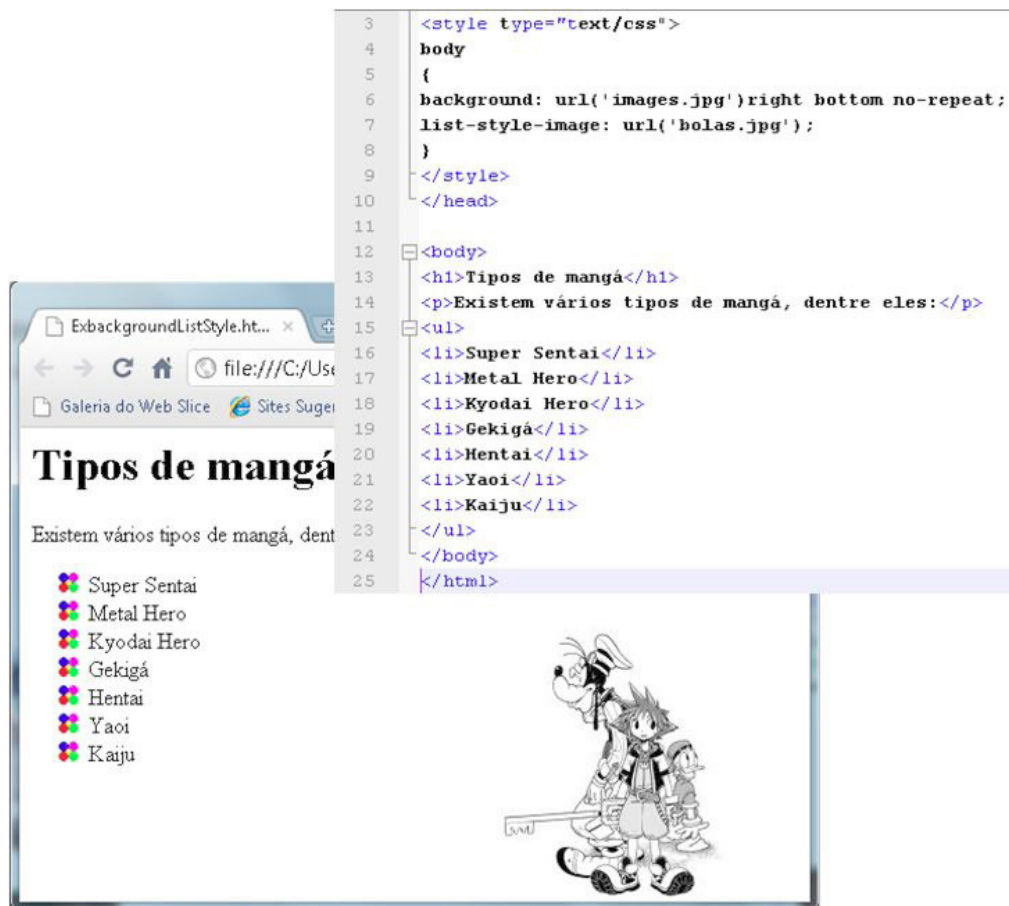 3 <style type="text/css">
4 body
5 {
6 background: url('images.jpg')right bottom no-repeat;
7 list-style-image: url('bolas.jpg');
8 }
9 </style>
10 </head>
11
12 <body>
13 <h1>Tipos de mangá</h1>
14 <p>Existem vários tipos de mangá, dentre eles:</p>
15 <ul>
16 <li>Super Sentai</li>
17 <li>Metal Hero</li>
18 <li>Kyodai Hero</li>
19 <li>Gekigá</li>
20 <li>Hentai</li>
21 <li>Yaoi</li>
22 <li>Kaiju</li>
23 </ul>
24 </body>
25 </html>
ExbackgroundListStyle.ht...
file:///C:/Use
Galeria do Web Slice Sites Suger
Tipos de mangá
Existem vários tipos de mangá, dent
Super Sentai
Metal Hero
Kyodai Hero
Gekigá
Hentai
Yaoi
Kaiju